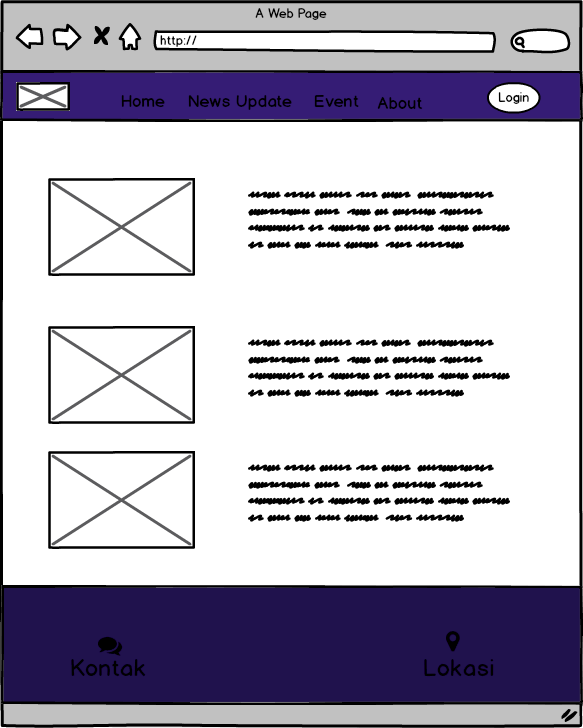 A Web Page
http://
Home News Update Event About Login
Kontak Lokasi